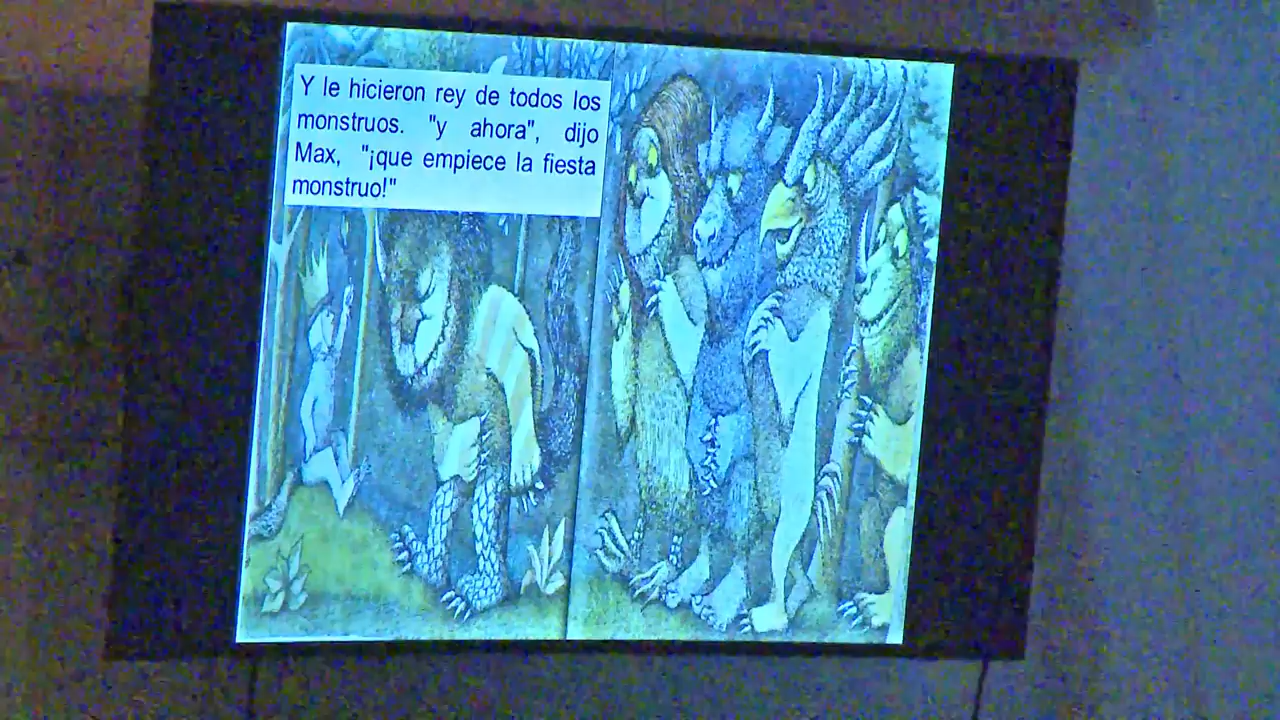 Y le hicieron rey de todos los
monstruos. "y ahora", dijo
Max, "¡que empiece la fiesta
monstruo!"